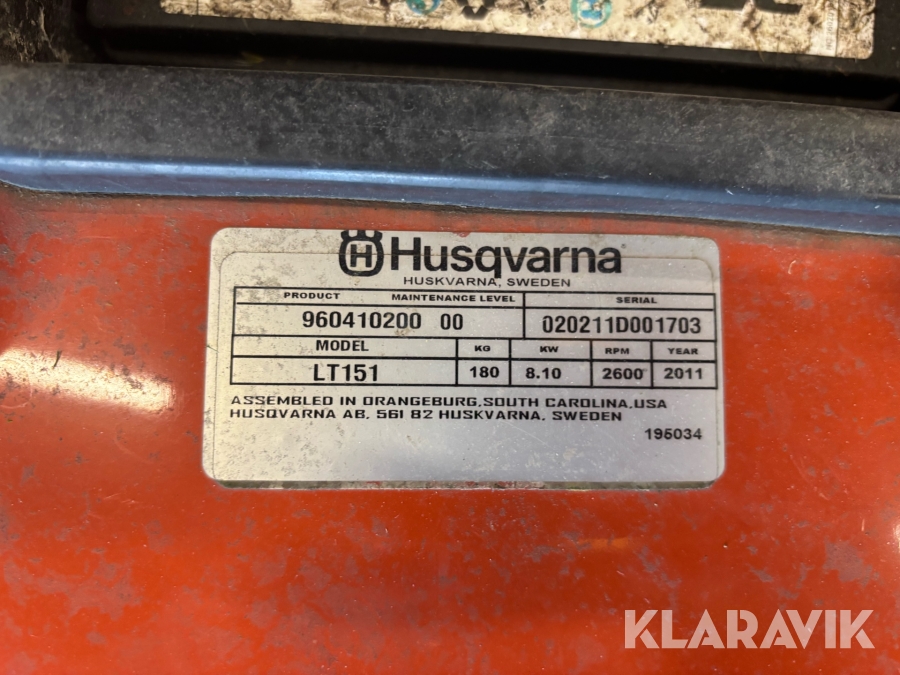 Husqvarna
HUSKVARNA, SWEDEN
PRODUCT MAINTENANCE LEVEL SERIAL
960410200 00 020211D001703
MODEL KG KW RPM YEAR
LT151 180 8.10 2600 2011
ASSEMBLED IN ORANGEBURG,SOUTH CAROLINA,USA
HUSQVARNA AB, 561 82 HUSKVARNA, SWEDEN
195034
KLARAVIK